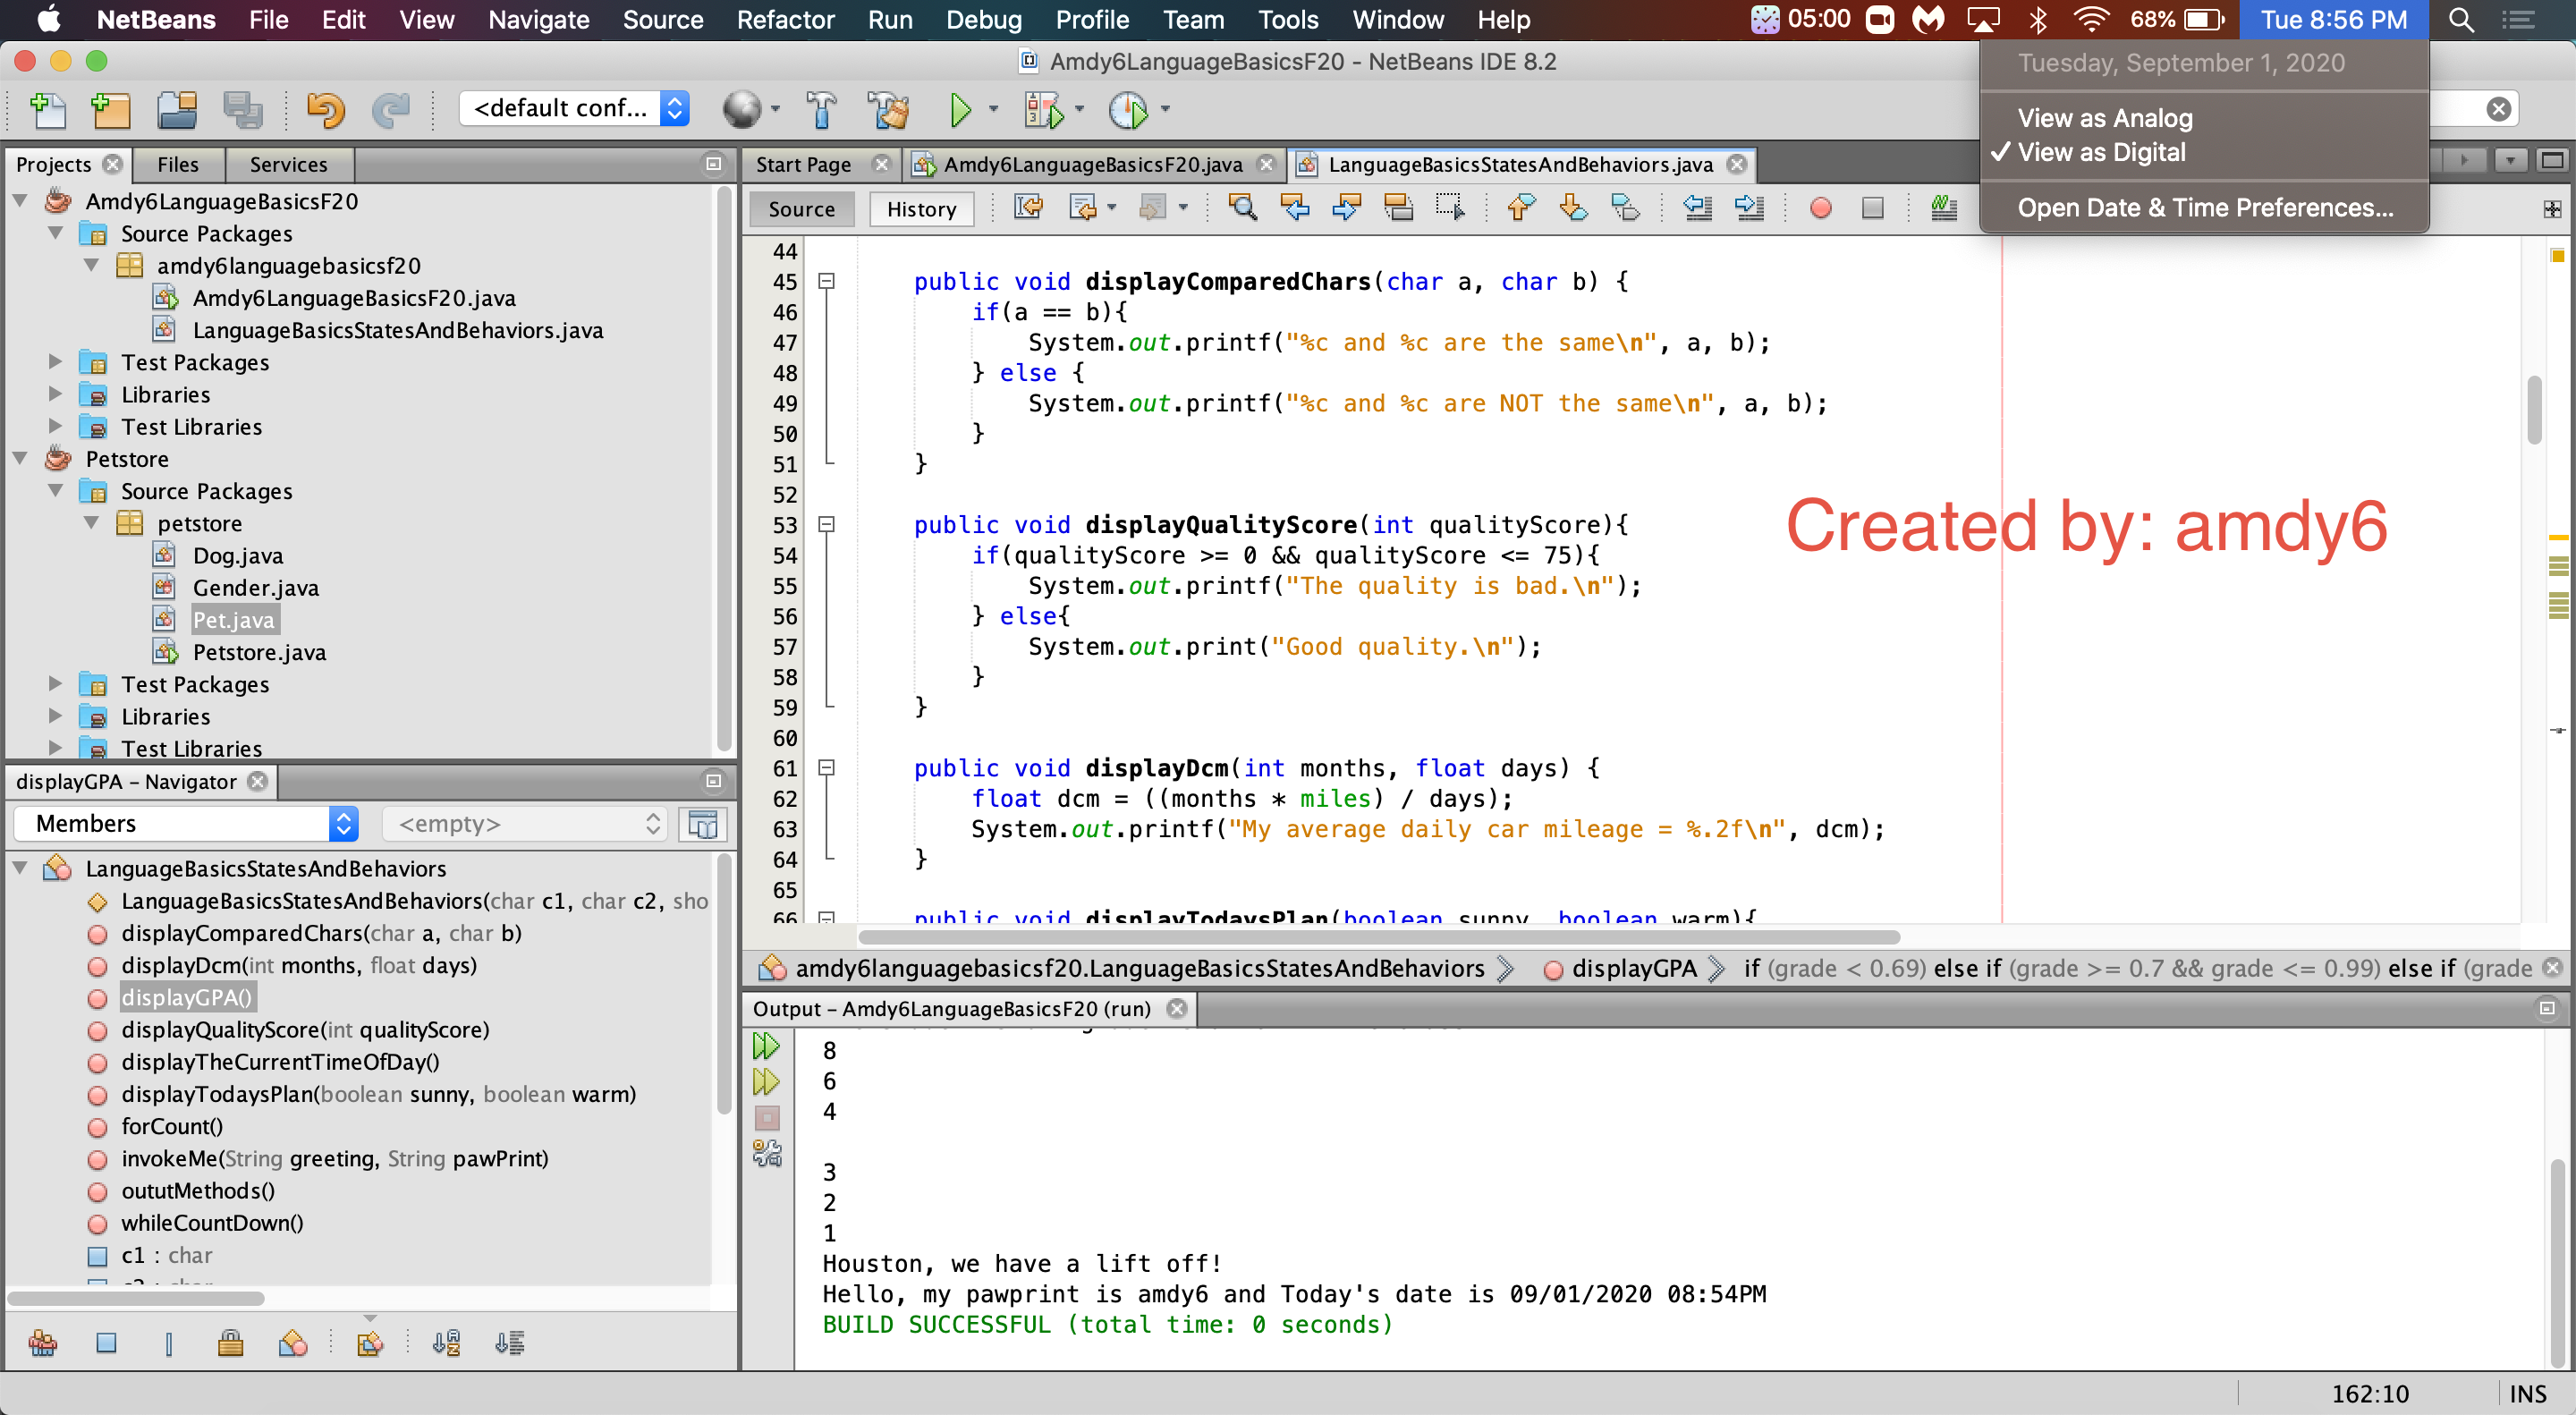 NetBeans File Edit View Navigate Source Refactor Run Debug Profile Team Tools Window Help 05:00 68% Tue 8:56 PM
Amdy6LanguageBasicsF20 - NetBeans IDE 8.2
Tuesday, September 1, 2020
View as Analog
✓ View as Digital
Open Date & Time Preferences...
<default conf...
Projects Files Services
Amdy6LanguageBasicsF20
Source Packages
amdy6languagebasicsf20
Amdy6LanguageBasicsF20.java
LanguageBasicsStatesAndBehaviors.java
Test Packages
Libraries
Test Libraries
Petstore
Source Packages
petstore
Dog.java
Gender.java
Pet.java
Petstore.java
Test Packages
Libraries
Test Libraries
displayGPA - Navigator
Members <empty>
LanguageBasicsStatesAndBehaviors
LanguageBasicsStatesAndBehaviors(char c1, char c2, sho
displayComparedChars(char a, char b)
displayDcm(int months, float days)
displayGPA()
displayQualityScore(int qualityScore)
displayTheCurrentTimeOfDay()
displayTodaysPlan(boolean sunny, boolean warm)
forCount()
invokeMe(String greeting, String pawPrint)
oututMethods()
whileCountDown()
c1 : char
Start Page Amdy6LanguageBasicsF20.java LanguageBasicsStatesAndBehaviors.java
Source History
44
45 public void displayComparedChars(char a, char b) {
46 if(a == b){
47 System.out.printf("%c and %c are the same\n", a, b);
48 } else {
49 System.out.printf("%c and %c are NOT the same\n", a, b);
50 }
51 }
52
53 public void displayQualityScore(int qualityScore){
54 if(qualityScore >= 0 && qualityScore <= 75){
55 System.out.printf("The quality is bad.\n");
56 } else{
57 System.out.print("Good quality.\n");
58 }
59 }
60
61 public void displayDcm(int months, float days) {
62 float dcm = ((months * miles) / days);
63 System.out.printf("My average daily car mileage = %.2f\n", dcm);
64 }
65
66 public void displayTodaysPlan(boolean sunny, boolean warm){
Created by: amdy6
amdy6languagebasicsf20.LanguageBasicsStatesAndBehaviors displayGPA if (grade < 0.69) else if (grade >= 0.7 && grade <= 0.99) else if (grade
Output - Amdy6LanguageBasicsF20 (run)
8
6
4
3
2
1
Houston, we have a lift off!
Hello, my pawprint is amdy6 and Today's date is 09/01/2020 08:54PM
BUILD SUCCESSFUL (total time: 0 seconds)
162:10 INS